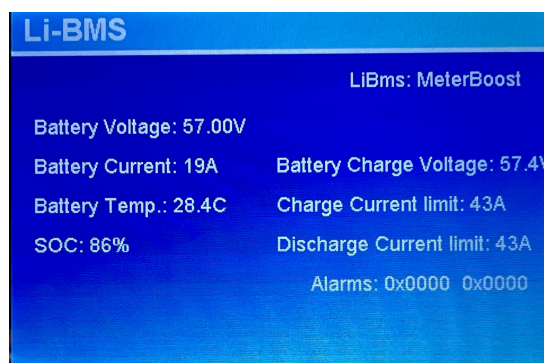 Li-BMS
LiBms: MeterBoost
Battery Voltage: 57.00V
Battery Current: 19A
Battery Charge Voltage: 57.4V
Battery Temp.: 28.4C
Charge Current limit: 43A
SOC: 86%
Discharge Current limit: 43A
Alarms: 0x0000 0x0000